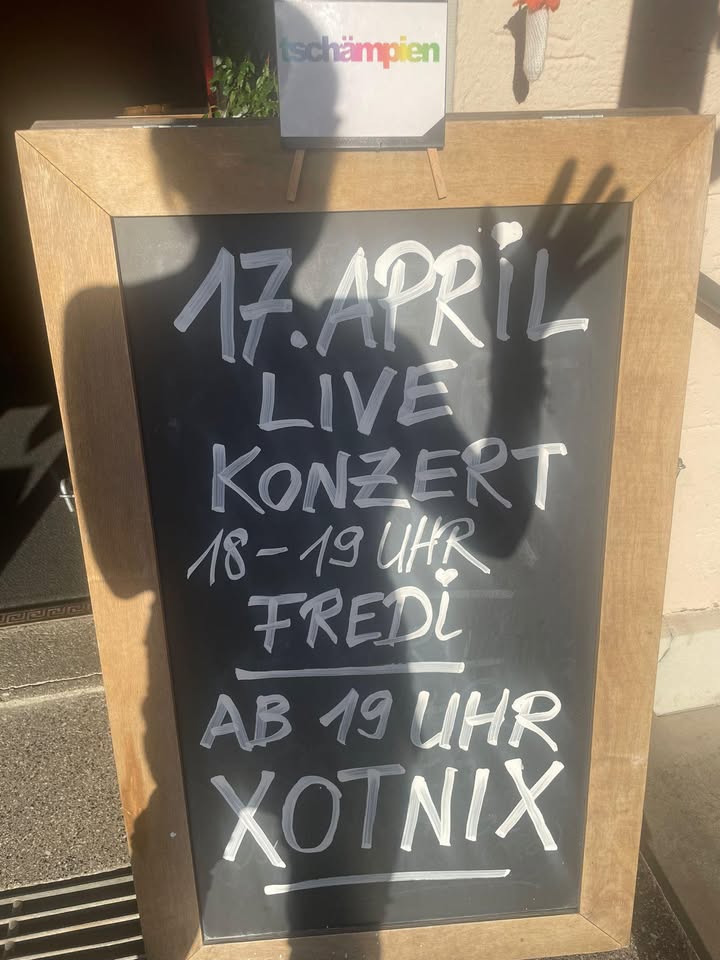 tschämpien
17. APRiL
LIVE
KONZERT
18-19 UHR
FREDi
AB 19 UHR
XOTNIX